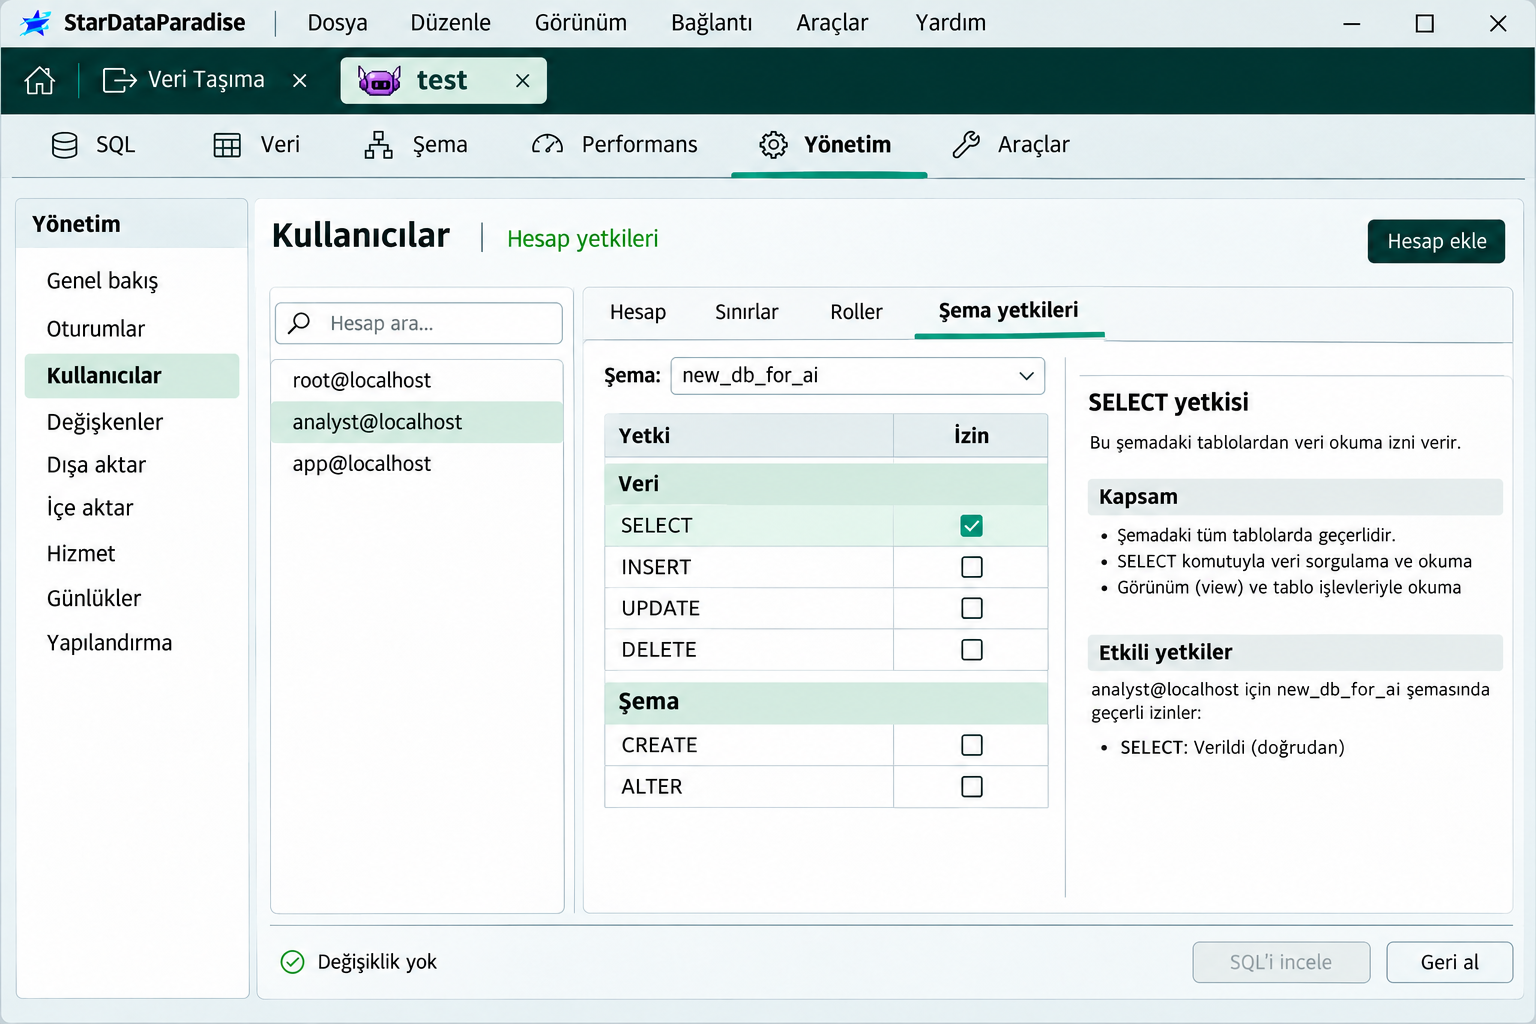 StarDataParadise
Dosya Düzenle Görünüm Bağlantı Araçlar Yardım
Veri Taşıma
test
SQL Veri Şema Performans Yönetim Araçlar
Yönetim
Genel bakış
Oturumlar
Kullanıcılar
Değişkenler
Dışa aktar
İçe aktar
Hizmet
Günlükler
Yapılandırma
Kullanıcılar | Hesap yetkileri
Hesap ekle
Hesap ara...
root@localhost
analyst@localhost
app@localhost
Hesap Sınırlar Roller Şema yetkileri
Şema: new_db_for_ai
Yetki İzin
Veri
SELECT
INSERT
UPDATE
DELETE
Şema
CREATE
ALTER
SELECT yetkisi
Bu şemadaki tablolardan veri okuma izni verir.
Kapsam
• Şemadaki tüm tablolarda geçerlidir.
• SELECT komutuyla veri sorgulama ve okuma
• Görünüm (view) ve tablo işlevleriyle okuma
Etkili yetkiler
analyst@localhost için new_db_for_ai şemasında
geçerli izinler:
• SELECT: Verildi (doğrudan)
Değişiklik yok
SQL'i incele
Geri al